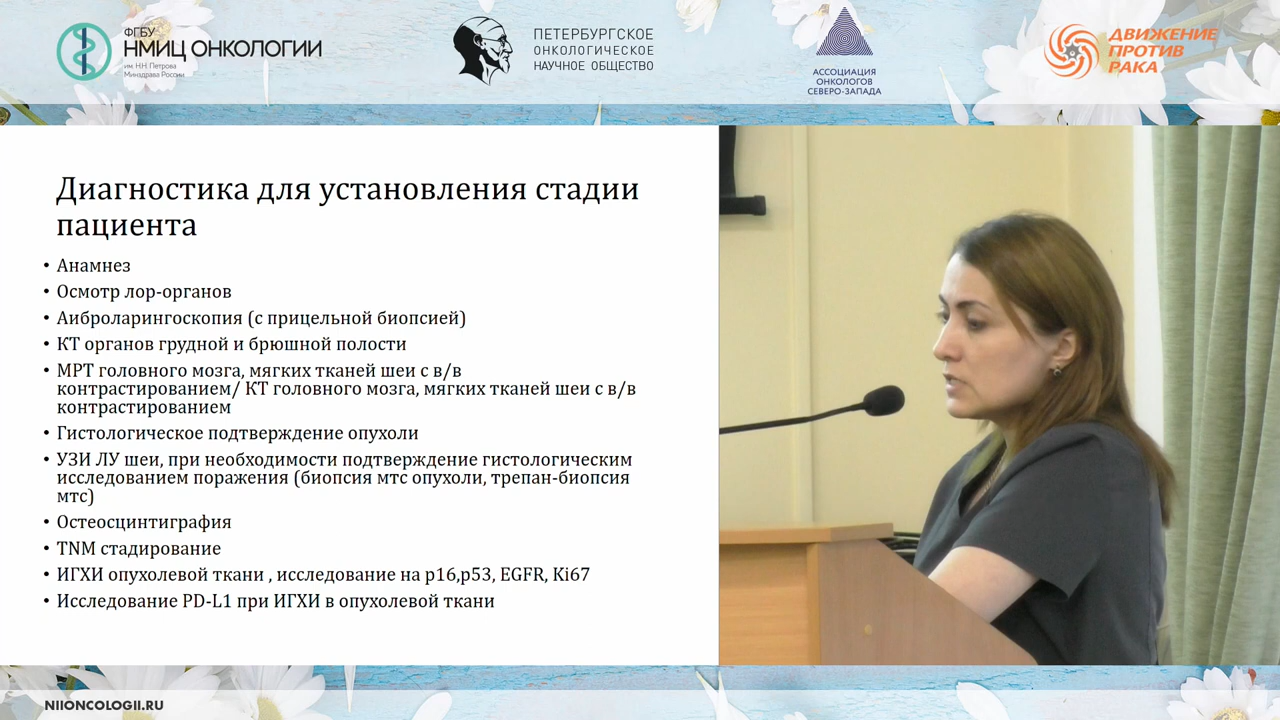 ФГБУ
НМИЦ ОНКОЛОГИИ
им. Н.Н. Петрова
Минздрава России
ПЕТЕРБУРГСКОЕ
ОНКОЛОГИЧЕСКОЕ
НАУЧНОЕ ОБЩЕСТВО
АССОЦИАЦИЯ
ОНКОЛОГОВ
СЕВЕРО-ЗАПАДА
ДВИЖЕНИЕ
ПРОТИВ
РАКА
Диагностика для установления стадии
пациента
• Анамнез
• Осмотр лор-органов
• Аиброларингоскопия (с прицельной биопсией)
• КТ органов грудной и брюшной полости
• МРТ головного мозга, мягких тканей шеи с в/в
контрастированием/ КТ головного мозга, мягких тканей шеи с в/в
контрастированием
• Гистологическое подтверждение опухоли
• УЗИ ЛУ шеи, при необходимости подтверждение гистологическим
исследованием поражения (биопсия мтс опухоли, трепан-биопсия
мтс)
• Остеосцинтиграфия
• TNM стадирование
• ИГХИ опухолевой ткани , исследование на p16,p53, EGFR, Ki67
• Исследование PD-L1 при ИГХИ в опухолевой ткани
NIIONCOLOGII.RU